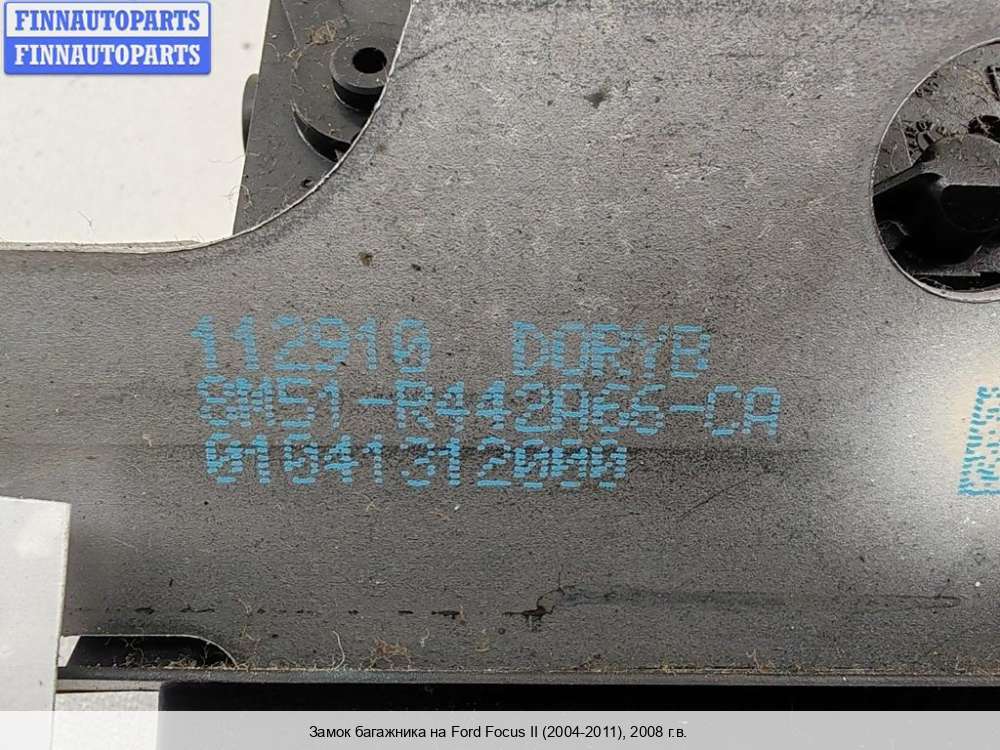 FINNAUTOPARTS
FINNAUTOPARTS
112910 DORYB
8M51-R442A66-CA
01041312000
Замок багажника на Ford Focus II (2004-2011), 2008 г.в.